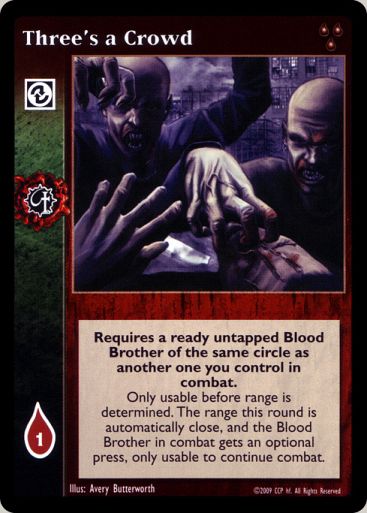 Three's a Crowd
Requires a ready untapped Blood
Brother of the same circle as
another one you control in
combat.
Only usable before range is
determined. The range this round is
automatically close, and the Blood
Brother in combat gets an optional
press, only usable to continue combat.
1
Illus: Avery Butterworth
©2009 CCP hf. All Rights Reserved